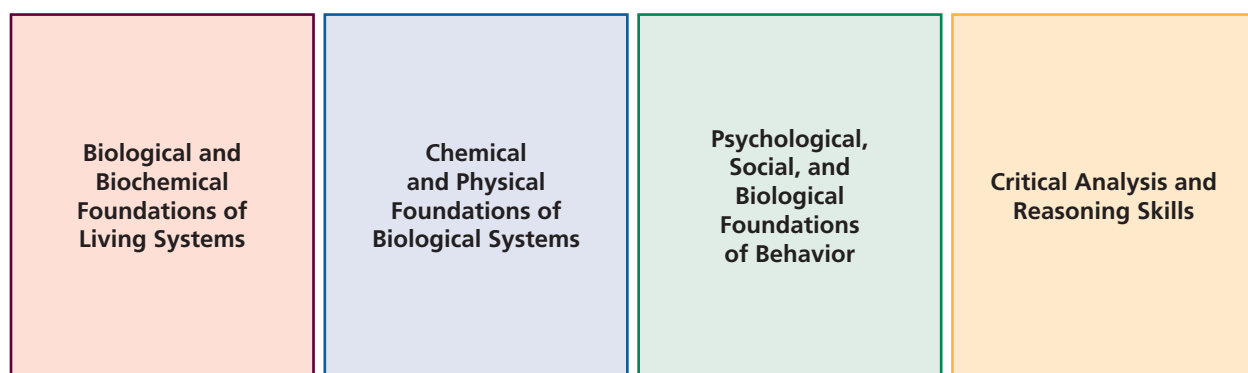 Biological and
Biochemical
Foundations of
Living Systems
Chemical
and Physical
Foundations of
Biological Systems
Psychological,
Social, and
Biological
Foundations
of Behavior
Critical Analysis and
Reasoning Skills